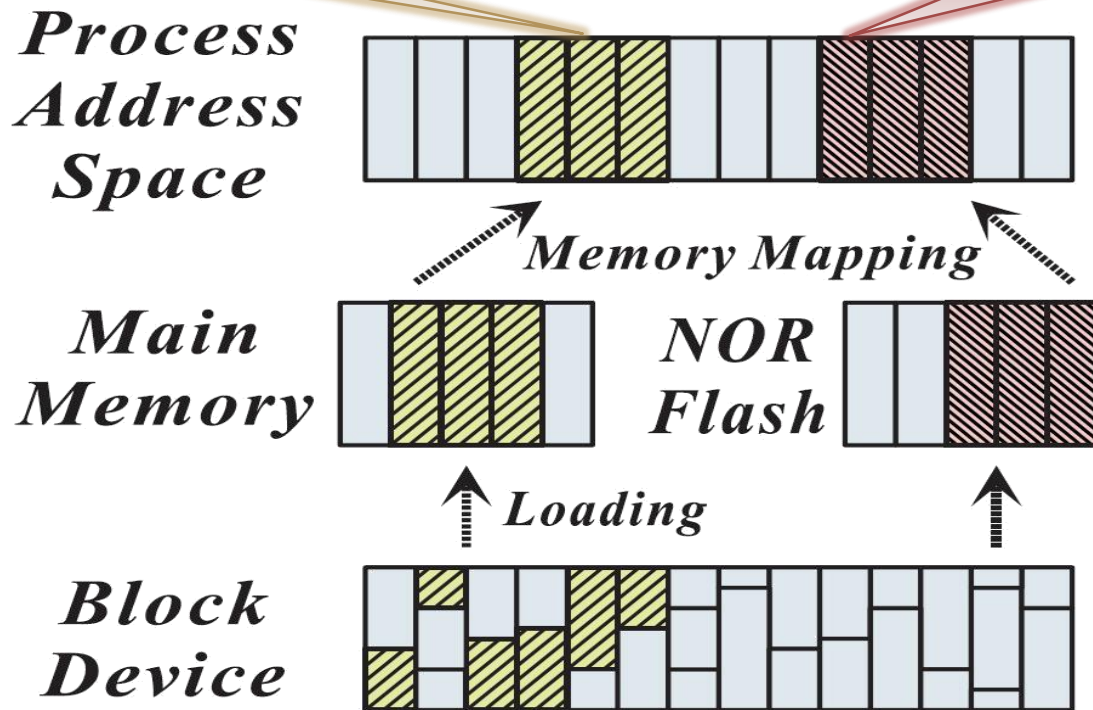 Process
Address
Space
Memory Mapping
Main
Memory
NOR
Flash
Loading
Block
Device